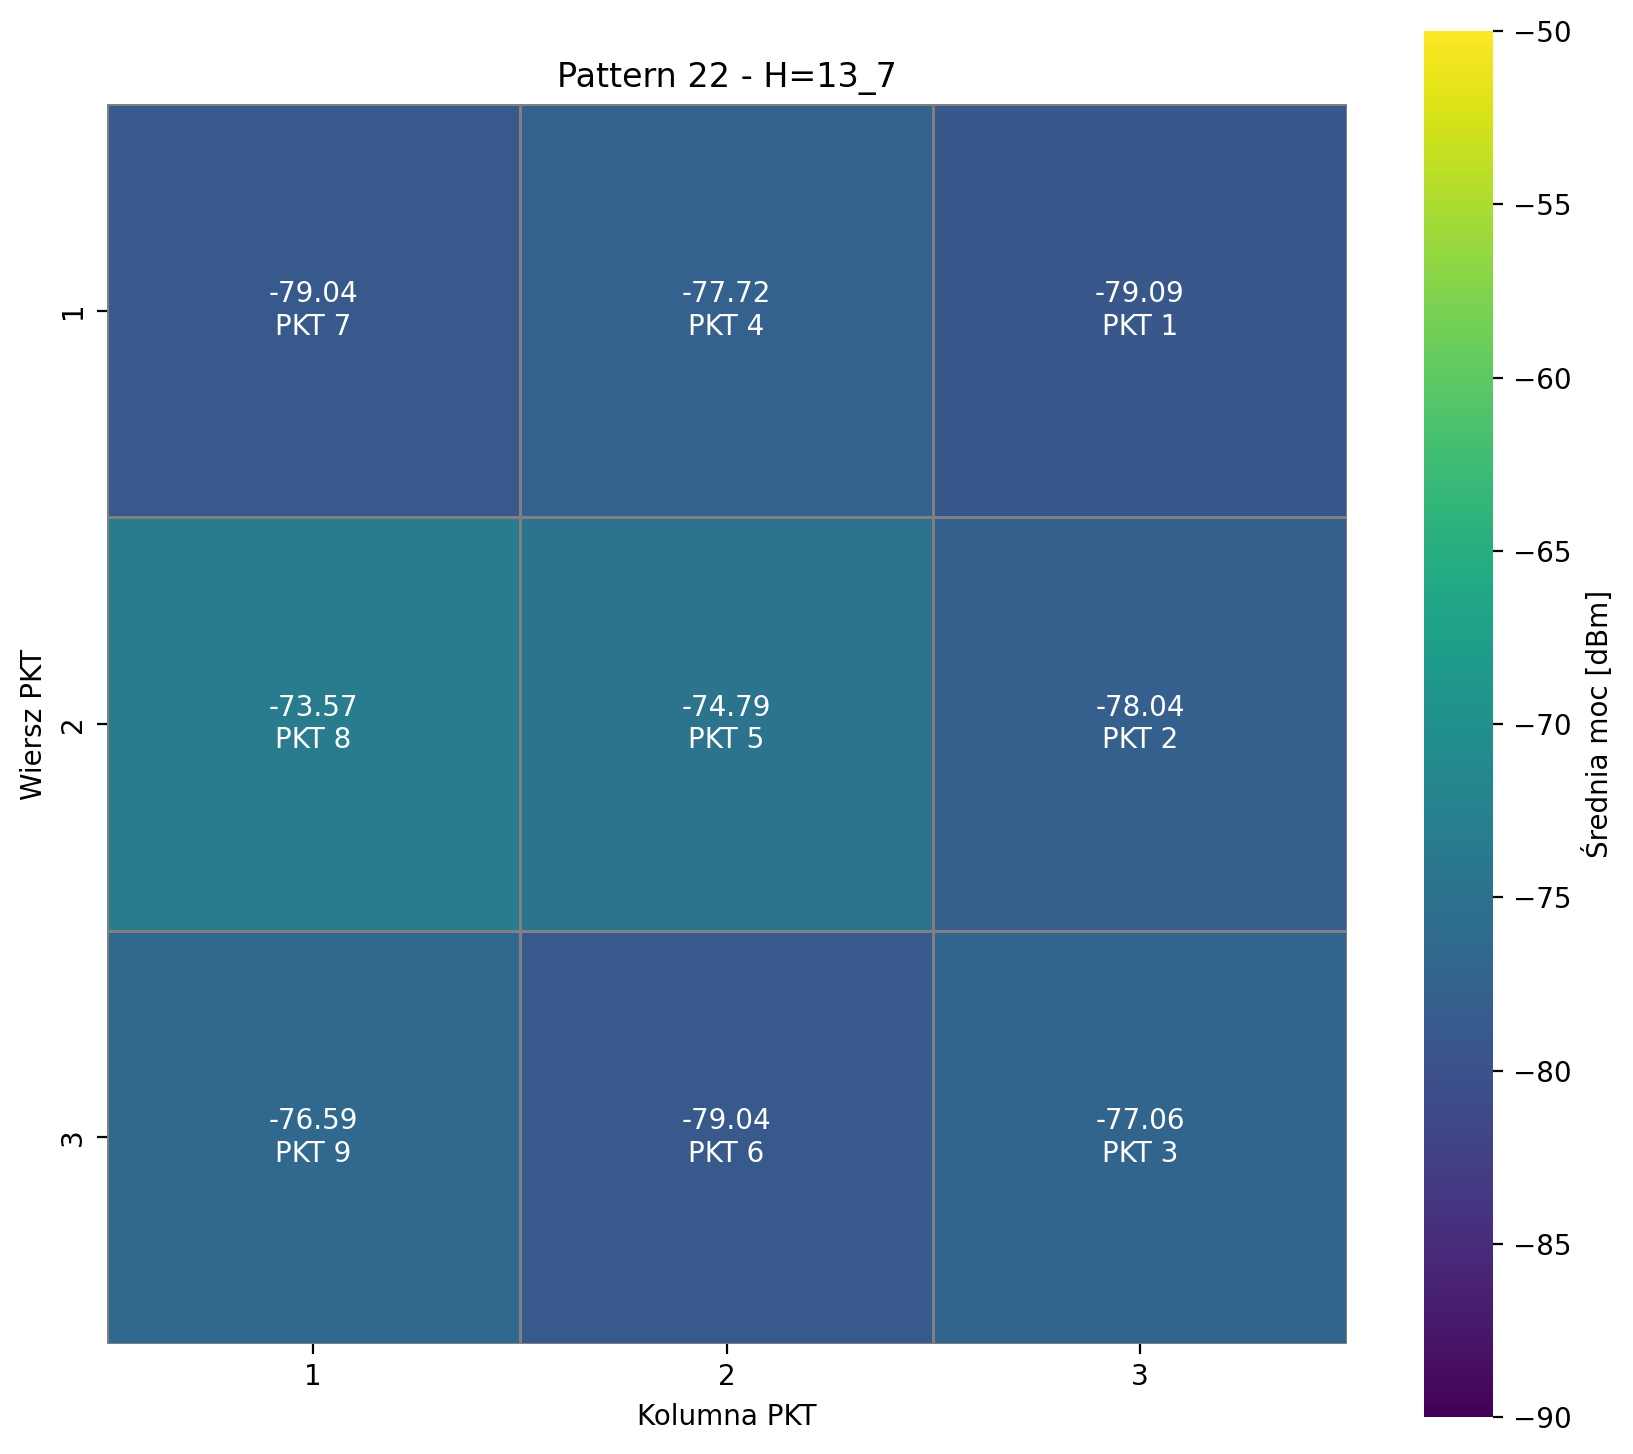 Pattern 22 - H=13_7
-79.04
PKT 7
-77.72
PKT 4
-79.09
PKT 1
-73.57
PKT 8
-74.79
PKT 5
-78.04
PKT 2
-76.59
PKT 9
-79.04
PKT 6
-77.06
PKT 3
Wiersz PKT
1
2
3
1
2
3
Kolumna PKT
−50
−55
−60
−65
−70
−75
−80
−85
−90
Średnia moc [dBm]